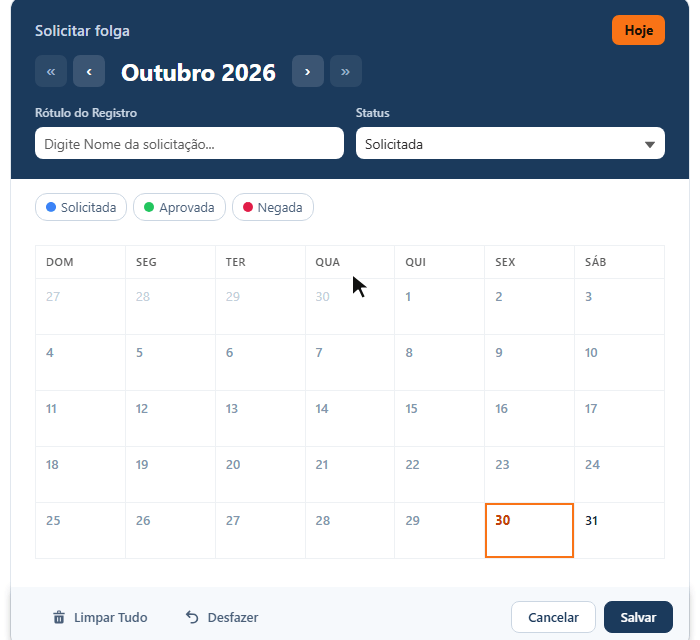 Solicitar folga
Hoje
« ‹ Outubro 2026 › »
Rótulo do Registro Status
Digite Nome da solicitação... Solicitada
Solicitada Aprovada Negada
DOM SEG TER QUA QUI SEX SÁB
27 28 29 30 1 2 3
4 5 6 7 8 9 10
11 12 13 14 15 16 17
18 19 20 21 22 23 24
25 26 27 28 29 30 31
Limpar Tudo Desfazer Cancelar Salvar